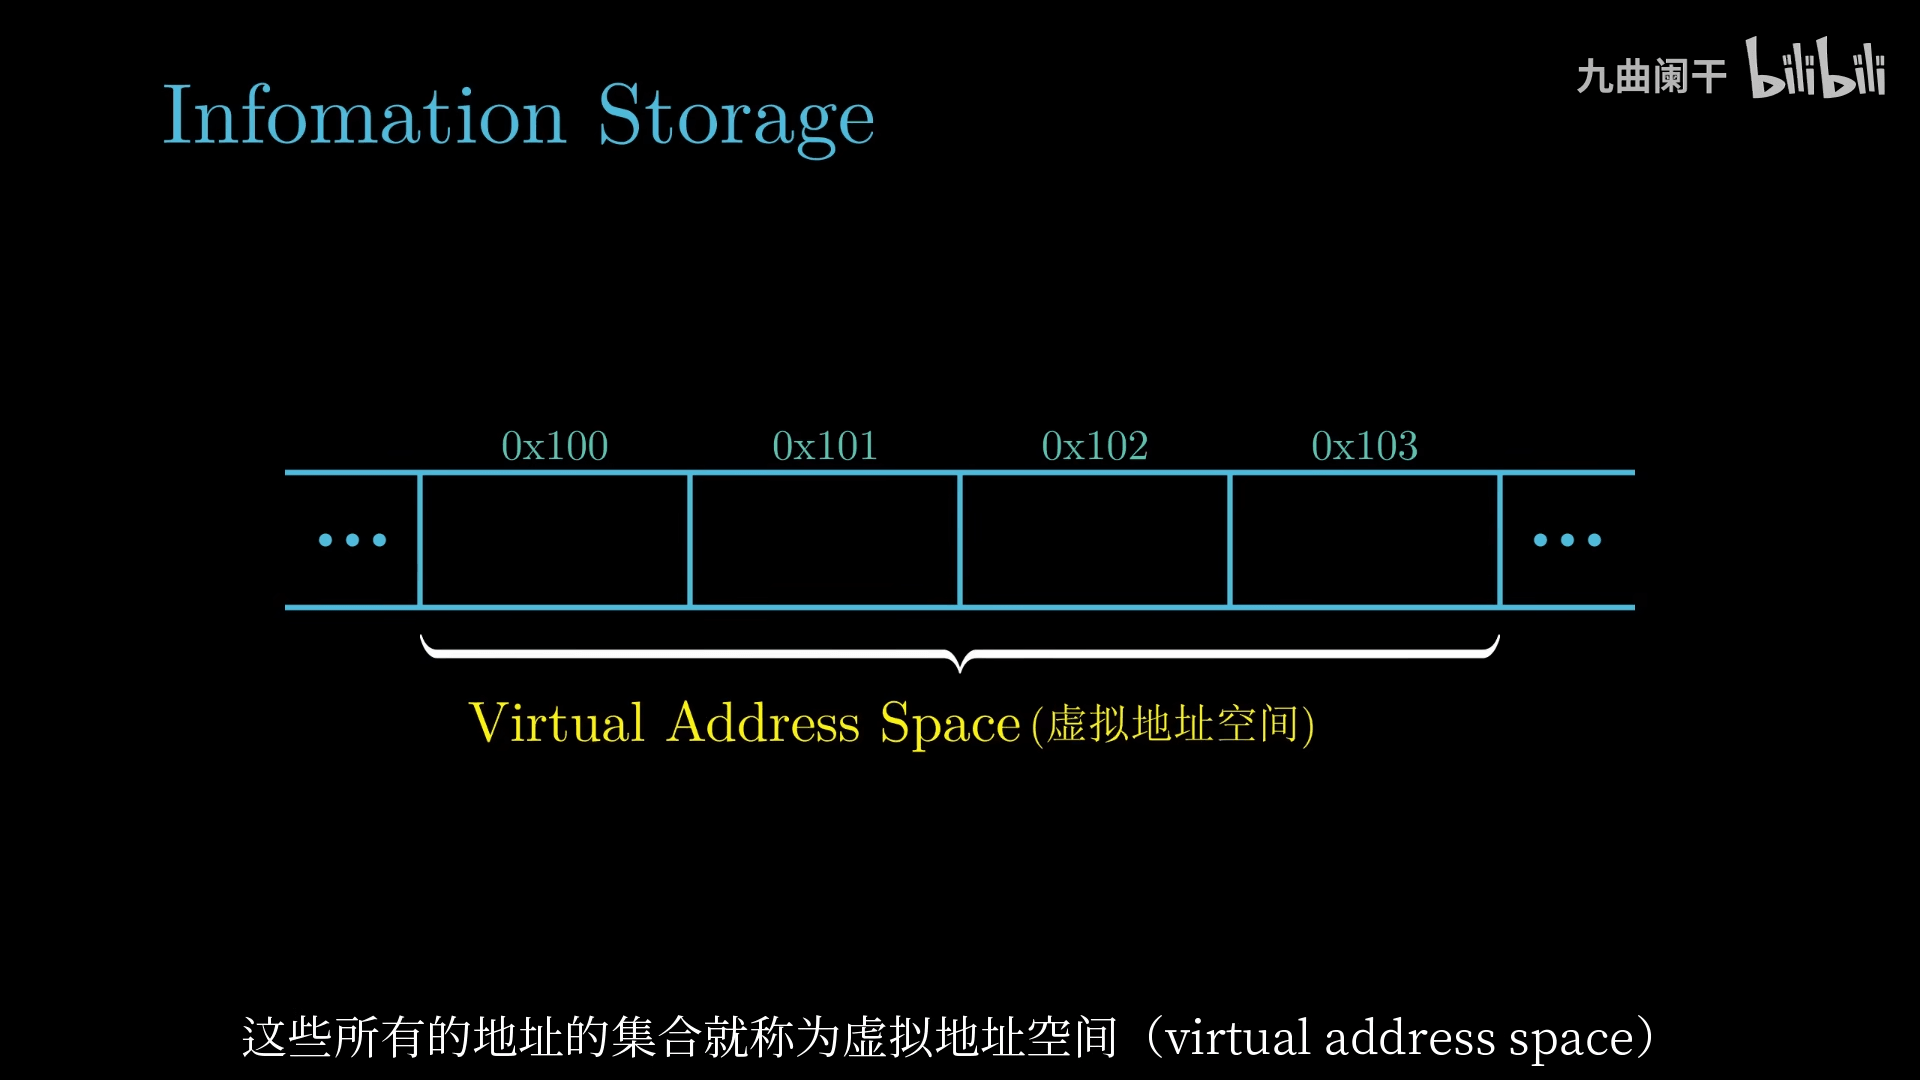 九曲阑干 bilibili
Infomation Storage
0x100 0x101 0x102 0x103
Virtual Address Space (虚拟地址空间)
这些所有的地址的集合就称为虚拟地址空间（virtual address space）